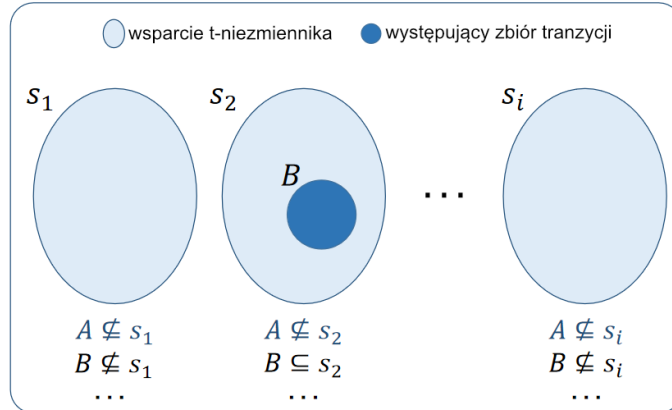 wsparcie t-niezmiennika występujący zbiór tranzycji
s₁ s₂ sᵢ
B
...
A ⊈ s₁ A ⊈ s₂ A ⊈ sᵢ
B ⊈ s₁ B ⊆ s₂ B ⊈ sᵢ
... ... ...